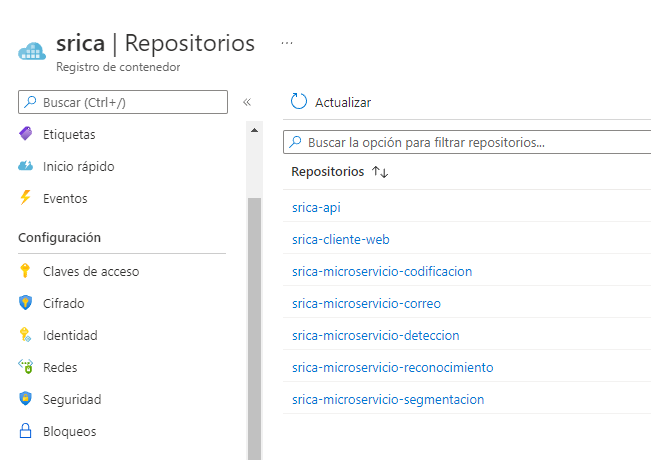 srica | Repositorios ...
Registro de contenedor
Buscar (Ctrl+/)
«
Etiquetas
Inicio rápido
Eventos
Configuración
Claves de acceso
Cifrado
Identidad
Redes
Seguridad
Bloqueos
Actualizar
Buscar la opción para filtrar repositorios...
Repositorios ↑↓
srica-api
srica-cliente-web
srica-microservicio-codificacion
srica-microservicio-correo
srica-microservicio-deteccion
srica-microservicio-reconocimiento
srica-microservicio-segmentacion